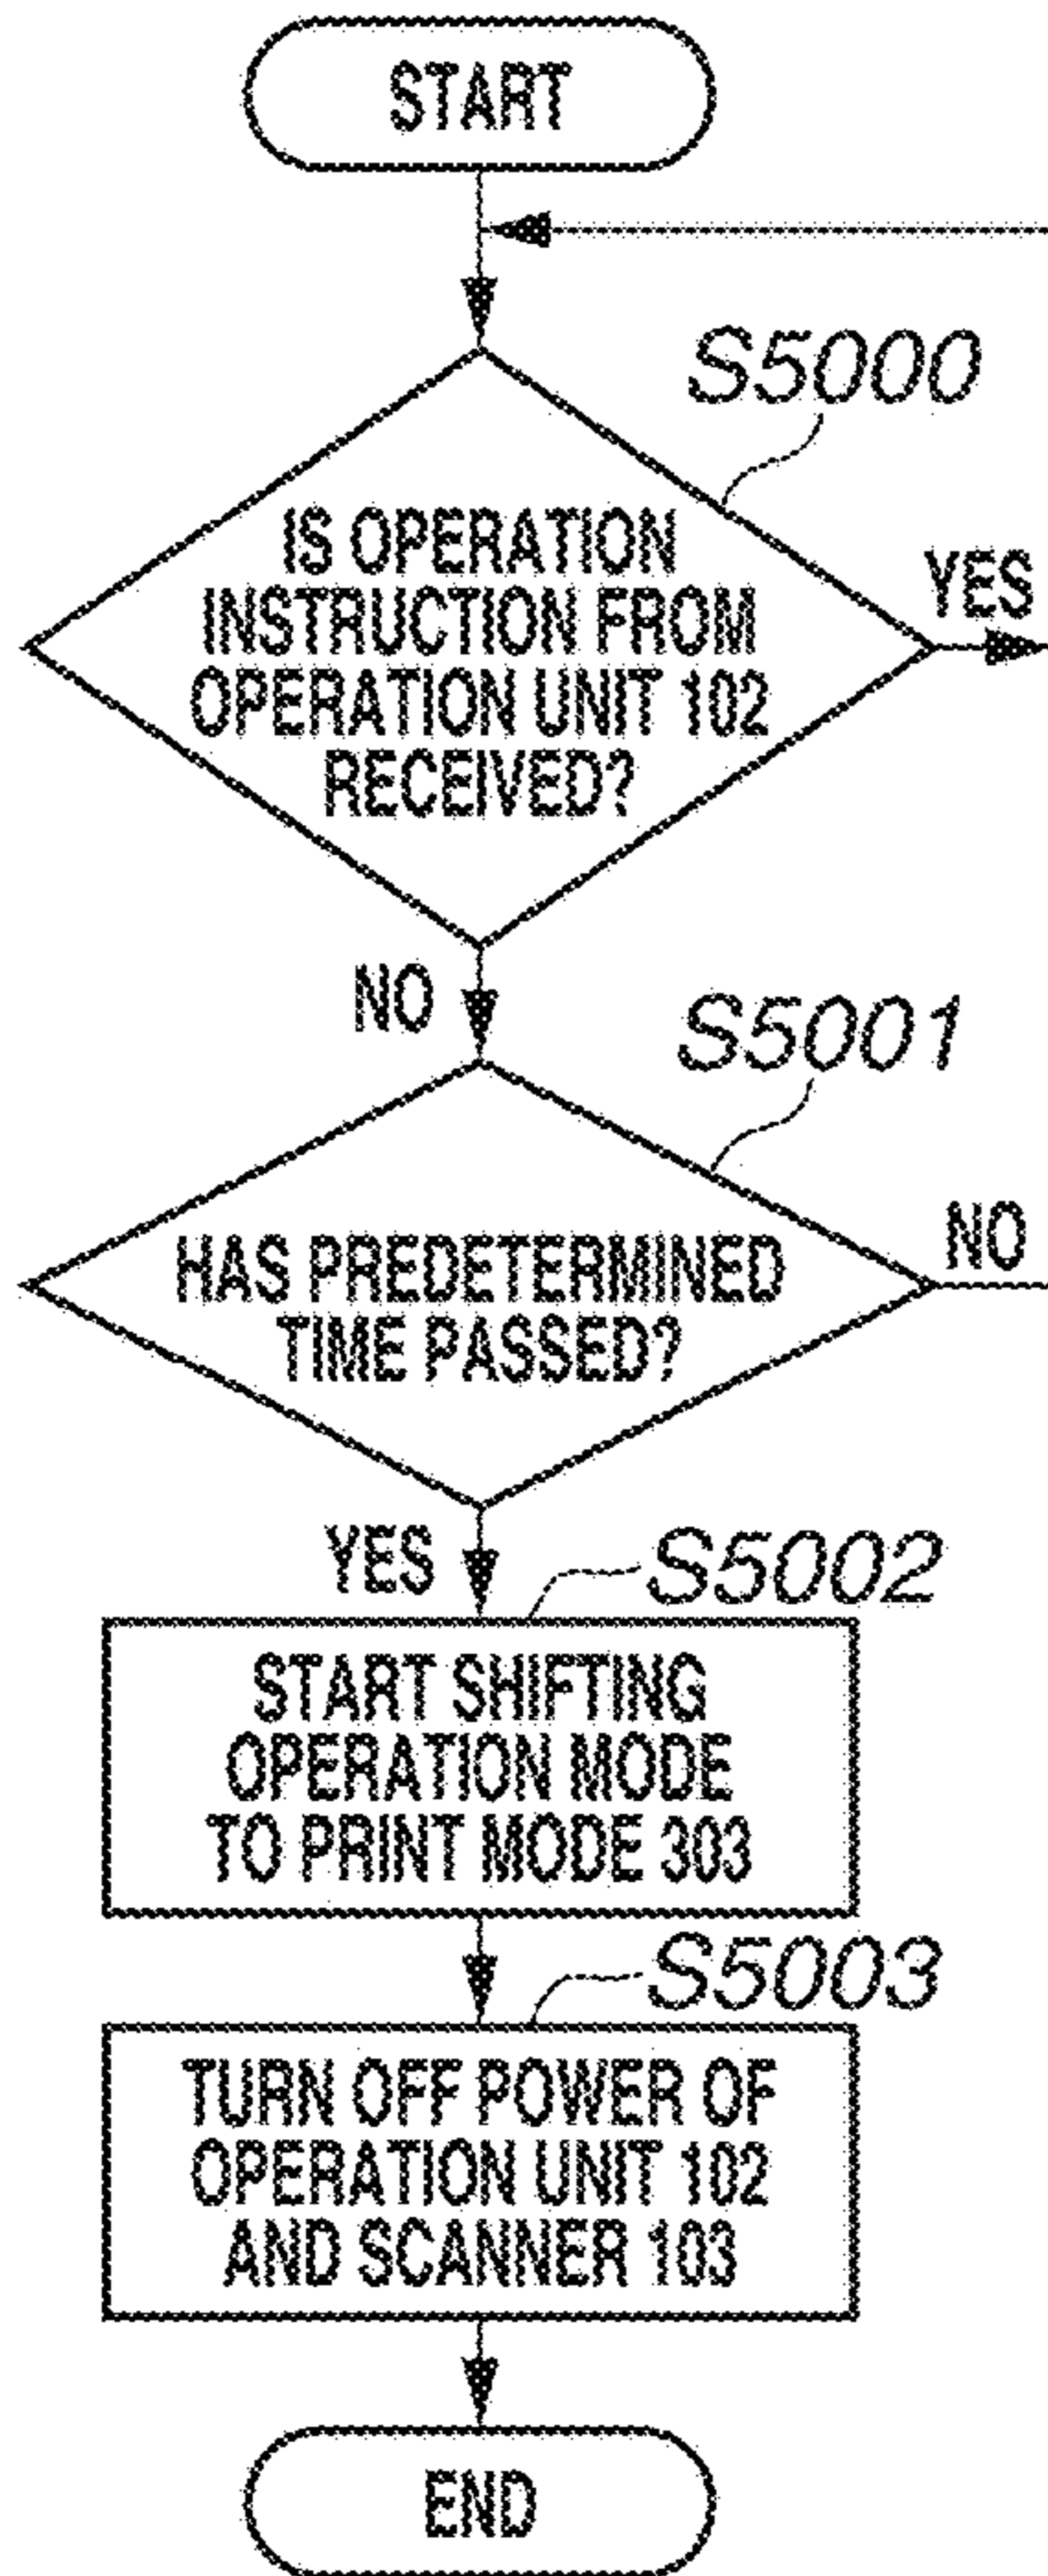 START
S5000
IS OPERATION
INSTRUCTION FROM
OPERATION UNIT 102
RECEIVED?
YES
NO
S5001
HAS PREDETERMINED
TIME PASSED?
NO
YES
S5002
START SHIFTING
OPERATION MODE
TO PRINT MODE 303
S5003
TURN OFF POWER OF
OPERATION UNIT 102
AND SCANNER 103
END